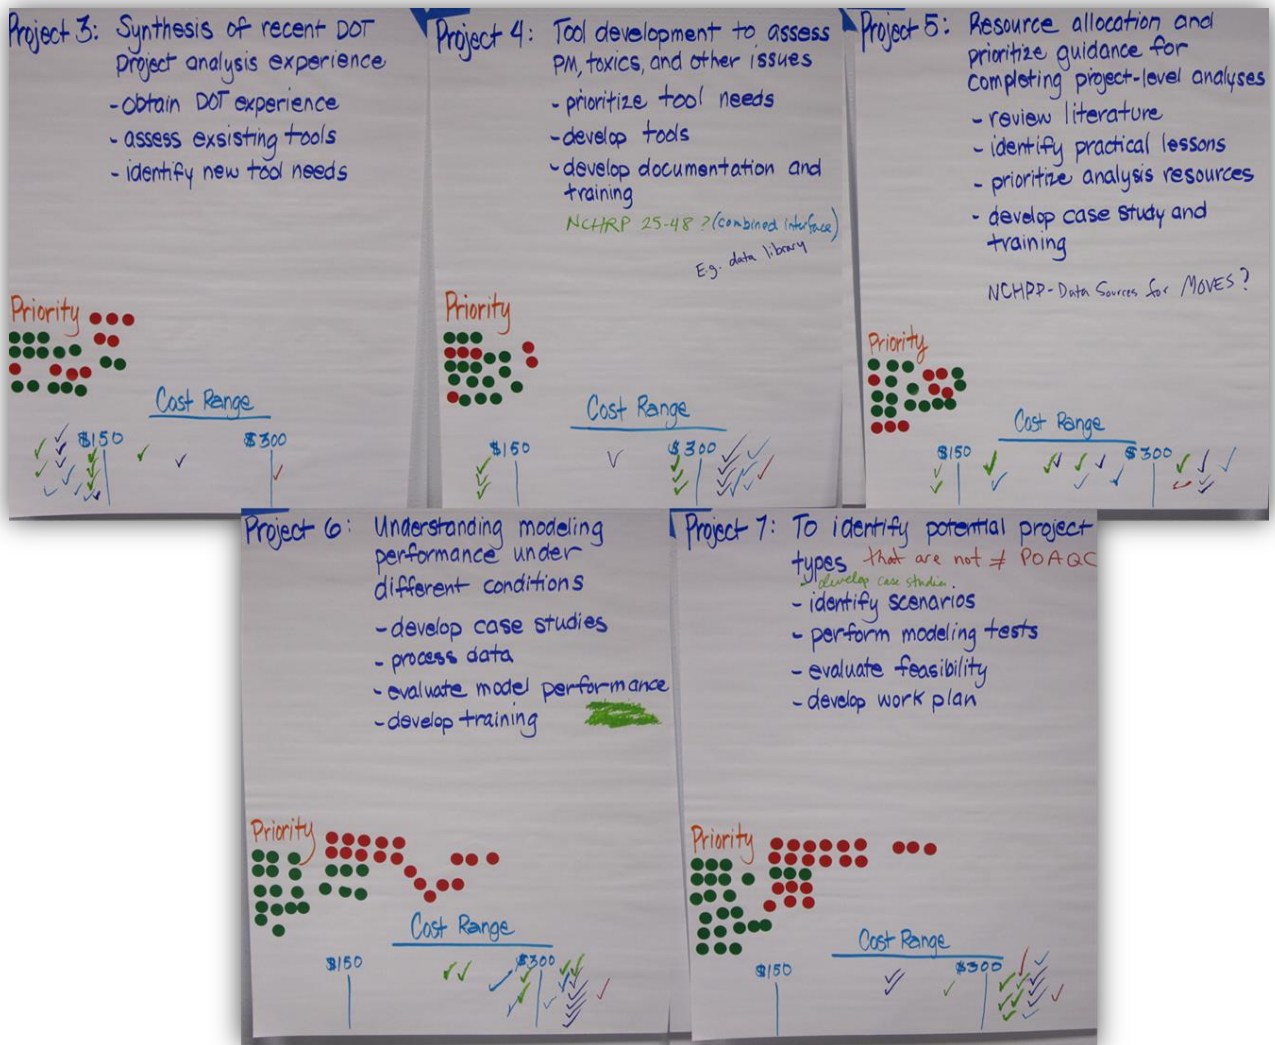 Project 3: Synthesis of recent DOT
project analysis experience
- obtain DOT experience
- assess exsisting tools
- identify new tool needs
Priority
Cost Range
$150 $300
Project 4: Tool development to assess
PM, toxics, and other issues
- prioritize tool needs
- develop tools
- develop documentation and
training
NCHRP 25-48 ? (combined interface)
E.g. data library
Priority
Cost Range
$150 $300
Project 5: Resource allocation and
prioritize guidance for
completing project-level analyses
- review literature
- identify practical lessons
- prioritize analysis resources
- develop case study and
training
NCHPP - Data Sources for MOVES?
Priority
Cost Range
$150 $300
Project 6: Understanding modeling
performance under
different conditions
- develop case studies
- process data
- evaluate model performance
- develop training
Priority
Cost Range
$150 $300
Project 7: To identify potential project
types that are not ≠ POAQC
- develop case studies
- identify scenarios
- perform modeling tests
- evaluate feasibility
- develop work plan
Priority
Cost Range
$150 $300